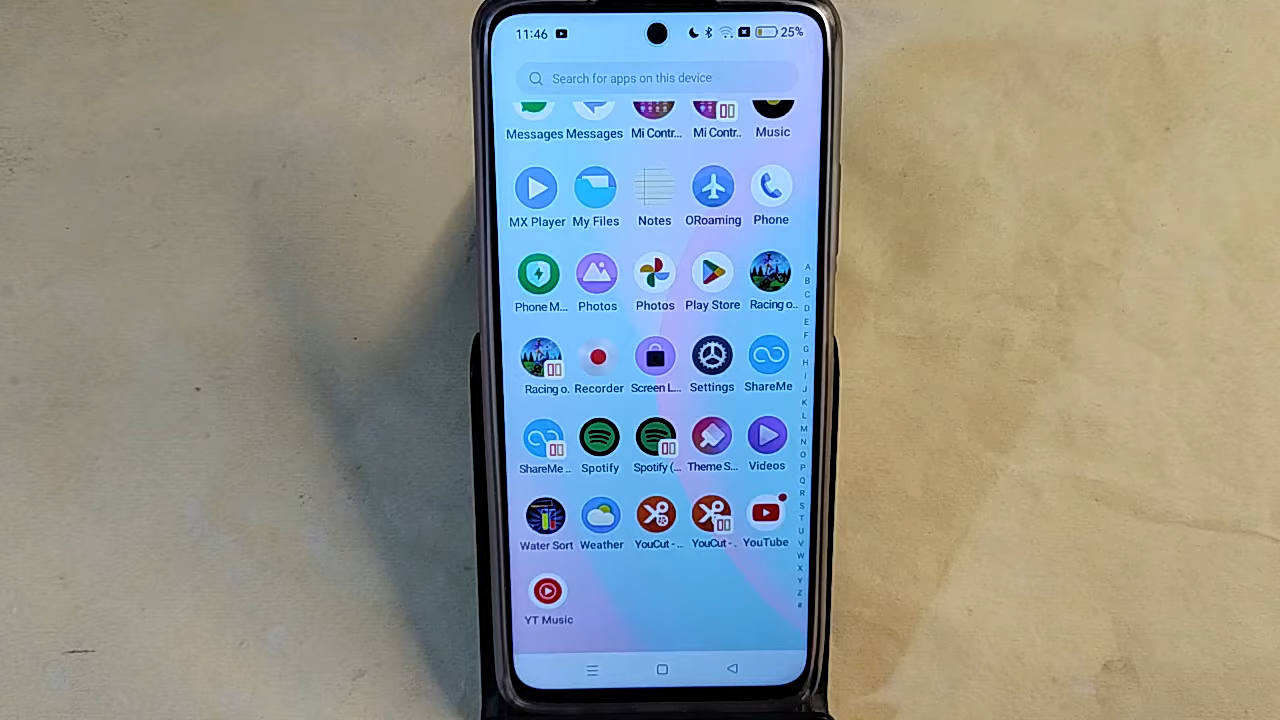 11:46 25%
Search for apps on this device
Messages Messages Mi Contr... Mi Contr.. Music
MX Player My Files Notes ORoaming Phone
Phone M... Photos Photos Play Store Racing o..
Racing o. Recorder Screen L... Settings ShareMe
ShareMe .. Spotify Spotify (... Theme S... Videos
Water Sort Weather YouCut -... YouCut -. YouTube
YT Music
A
B
C
D
E
F
G
H
I
J
K
L
M
N
O
P
Q
R
S
T
U
V
W
X
Y
Z
#